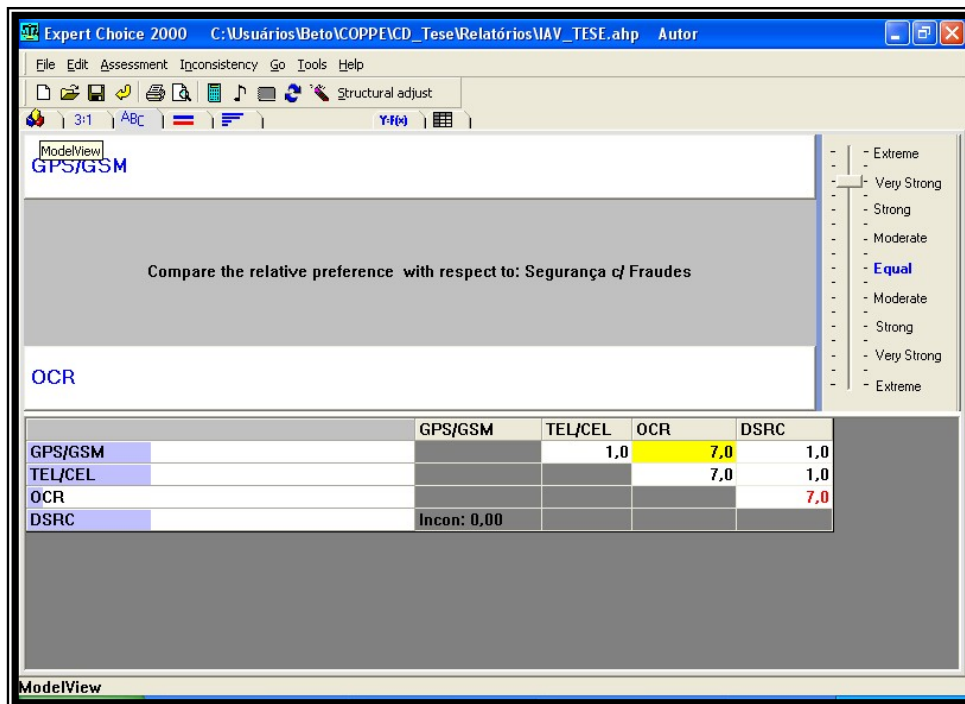 Expert Choice 2000 C:\Usuários\Beto\COPPE\CD_Tese\Relatórios\IAV_TESE.ahp Autor
File Edit Assessment Inconsistency Go Tools Help
Structural adjust
3:1 ABC Y:F(x)
ModelView
GPS/GSM
Compare the relative preference with respect to: Segurança c/ Fraudes
OCR
Extreme
Very Strong
Strong
Moderate
Equal
Moderate
Strong
Very Strong
Extreme
GPS/GSM TEL/CEL OCR DSRC
GPS/GSM 1,0 7,0 1,0
TEL/CEL 7,0 1,0
OCR 7,0
DSRC Incon: 0,00
ModelView